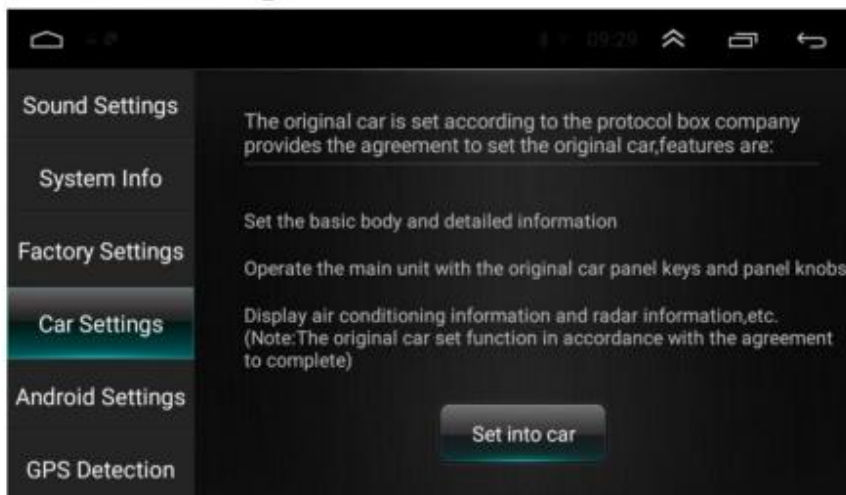 09:29
Sound Settings
System Info
Factory Settings
Car Settings
Android Settings
GPS Detection
The original car is set according to the protocol box company
provides the agreement to set the original car,features are:
Set the basic body and detailed information
Operate the main unit with the original car panel keys and panel knobs
Display air conditioning information and radar information,etc.
(Note:The original car set function in accordance with the agreement
to complete)
Set into car